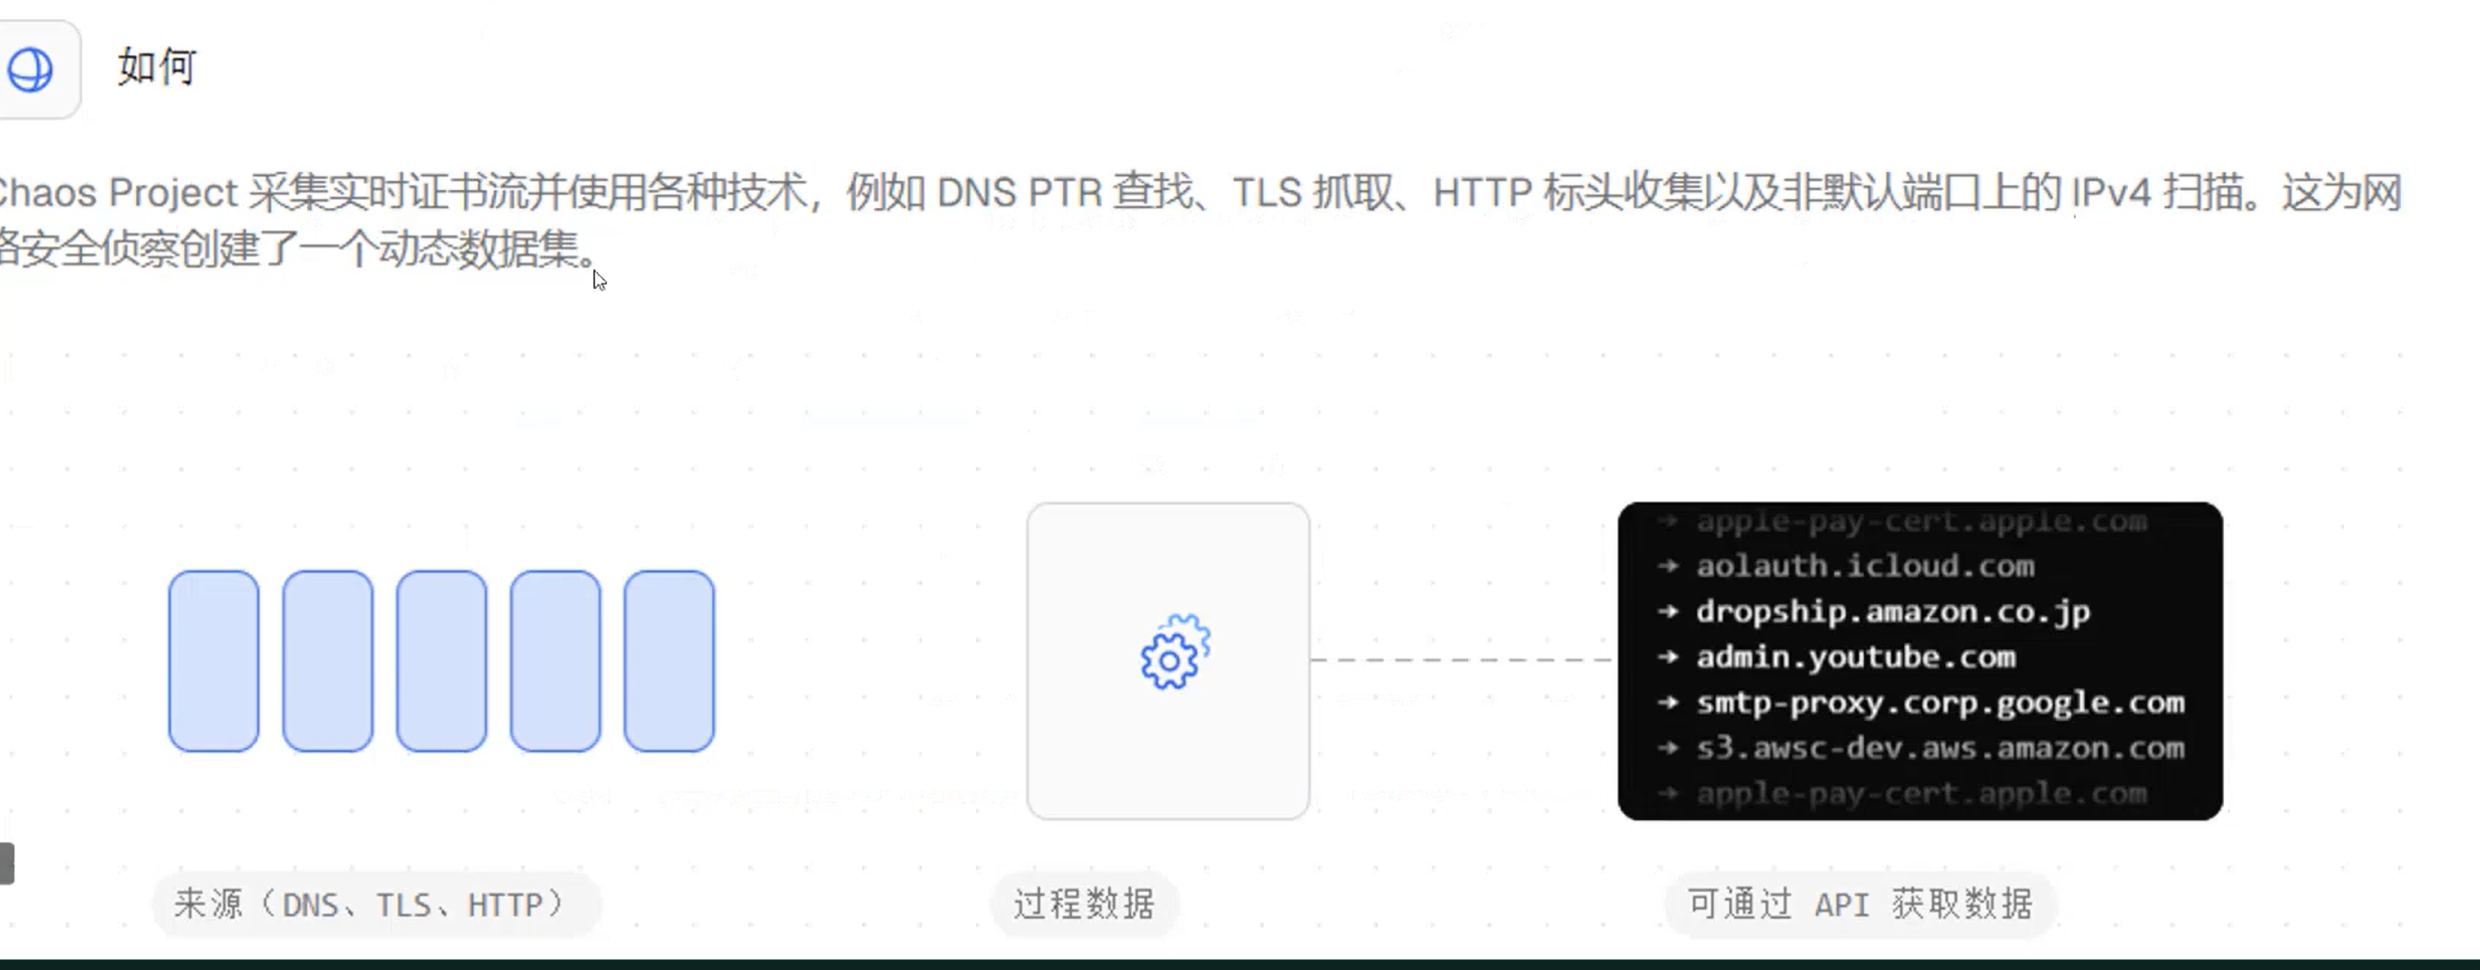 如何
Chaos Project 采集实时证书流并使用各种技术，例如 DNS PTR 查找、TLS 抓取、HTTP 标头收集以及非默认端口上的 IPv4 扫描。这为网
络安全侦察创建了一个动态数据集。
→ apple-pay-cert.apple.com
→ aolauth.icloud.com
→ dropship.amazon.co.jp
→ admin.youtube.com
→ smtp-proxy.corp.google.com
→ s3.awsc-dev.aws.amazon.com
→ apple-pay-cert.apple.com
来源（DNS、TLS、HTTP）
过程数据
可通过 API 获取数据